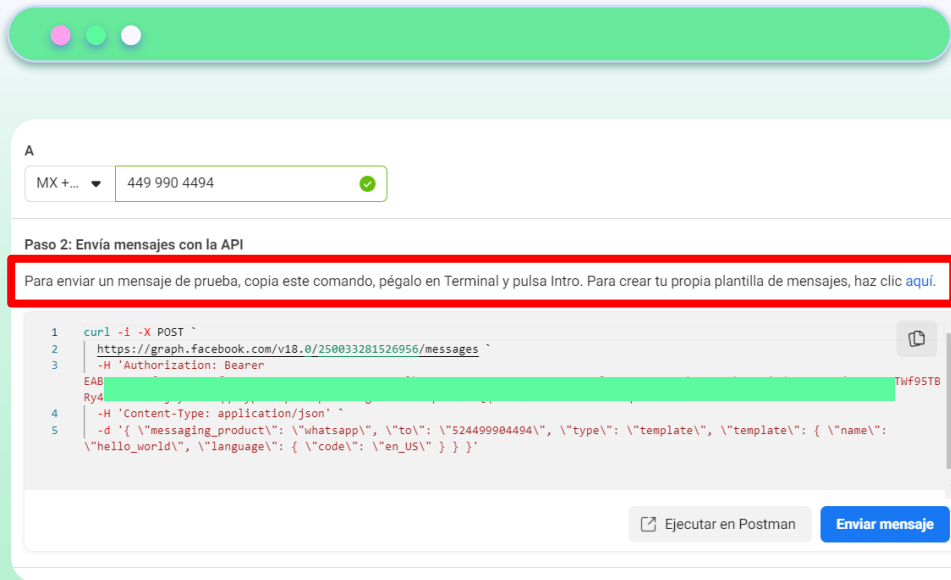 A
MX +...
449 990 4494
Paso 2: Envía mensajes con la API
Para enviar un mensaje de prueba, copia este comando, pégalo en Terminal y pulsa Intro. Para crear tu propia plantilla de mensajes, haz clic aquí.
1 curl -i -X POST `
2 https://graph.facebook.com/v18.0/250033281526956/messages `
3 -H 'Authorization: Bearer
EAB TWf95TB
Ry4
4 -H 'Content-Type: application/json' `
5 -d '{ \"messaging_product\": \"whatsapp\", \"to\": \"524499904494\", \"type\": \"template\", \"template\": { \"name\":
\"hello_world\", \"language\": { \"code\": \"en_US\" } } }'
Ejecutar en Postman
Enviar mensaje